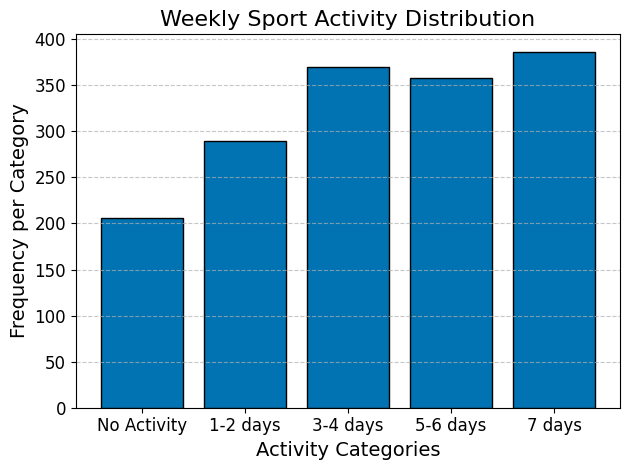 Weekly Sport Activity Distribution
400
350
300
250
200
150
100
50
0
Frequency per Category
No Activity 1-2 days 3-4 days 5-6 days 7 days
Activity Categories